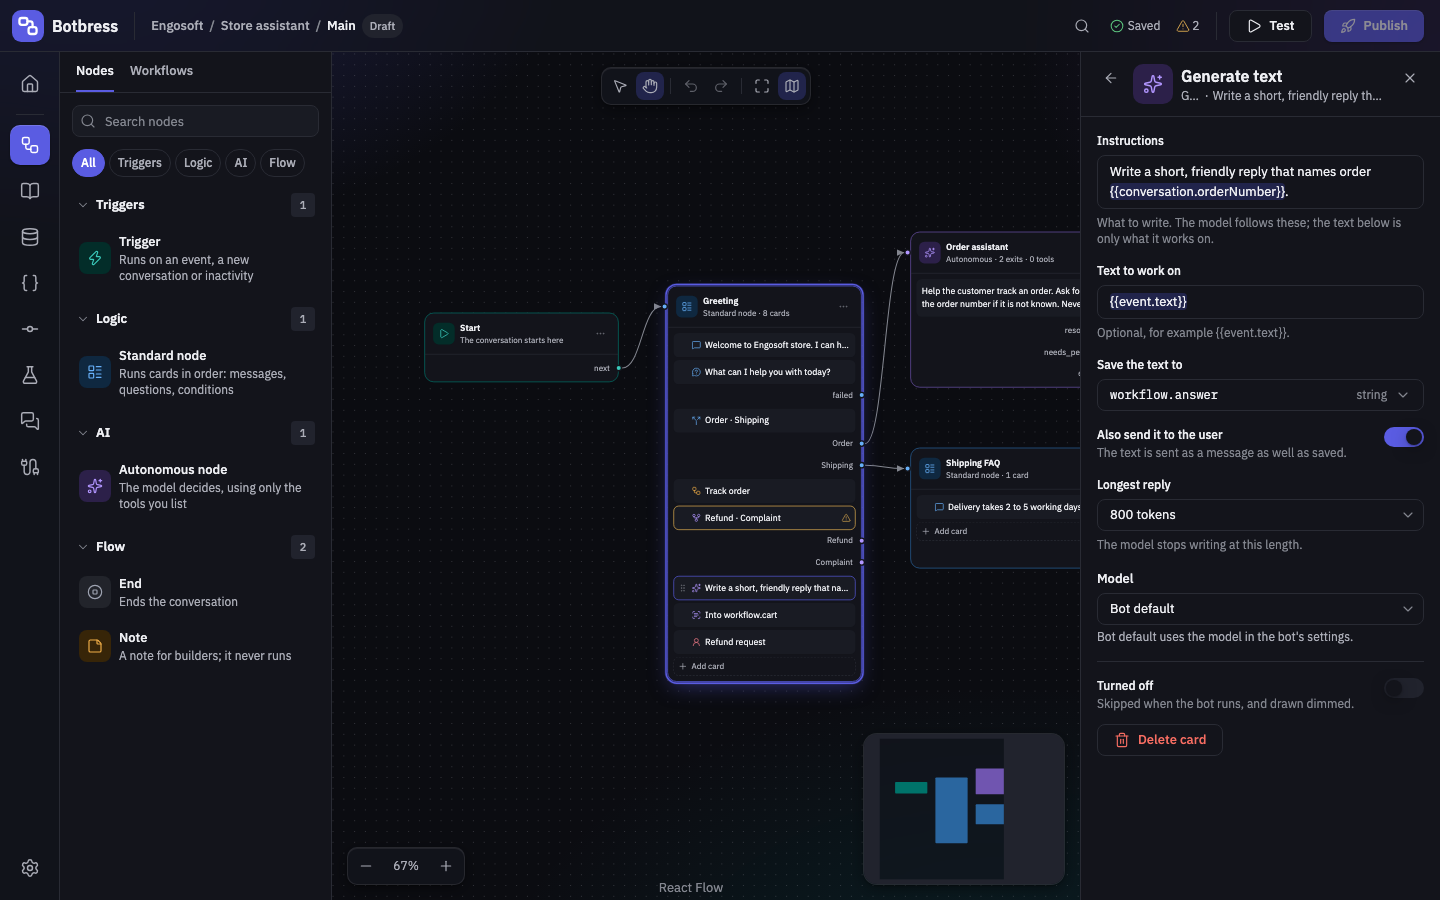 Botbress
Engosoft / Store assistant / Main Draft
Saved
2
Test
Publish
Nodes Workflows
Search nodes
All Triggers Logic AI Flow
Triggers 1
Trigger
Runs on an event, a new
conversation or inactivity
Logic 1
Standard node
Runs cards in order: messages,
questions, conditions
AI 1
Autonomous node
The model decides, using only the
tools you list
Flow 2
End
Ends the conversation
Note
A note for builders; it never runs
Start
The conversation starts here
next
Greeting
Standard node · 8 cards
Welcome to Engosoft store. I can h...
What can I help you with today?
failed
Order · Shipping
Order
Shipping
Track order
Refund · Complaint
Refund
Complaint
Write a short, friendly reply that na...
Into workflow.cart
Refund request
+ Add card
Order assistant
Autonomous · 2 exits · 0 tools
Help the customer track an order. Ask fo
the order number if it is not known. Neve
reso
needs_pe
Shipping FAQ
Standard node · 1 card
Delivery takes 2 to 5 working days
+ Add card
67%
React Flow
Generate text
G... · Write a short, friendly reply th...
Instructions
Write a short, friendly reply that names order
{{conversation.orderNumber}}.
What to write. The model follows these; the text below is
only what it works on.
Text to work on
{{event.text}}
Optional, for example {{event.text}}.
Save the text to
workflow.answer string
Also send it to the user
The text is sent as a message as well as saved.
Longest reply
800 tokens
The model stops writing at this length.
Model
Bot default
Bot default uses the model in the bot's settings.
Turned off
Skipped when the bot runs, and drawn dimmed.
Delete card